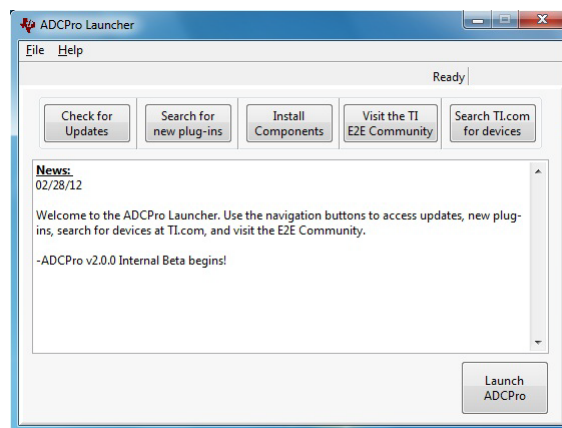 ADCPro Launcher
File Help
Ready
Check for
Updates
Search for
new plug-ins
Install
Components
Visit the TI
E2E Community
Search TI.com
for devices
News:
02/28/12
Welcome to the ADCPro Launcher. Use the navigation buttons to access updates, new plug-
ins, search for devices at TI.com, and visit the E2E Community.
-ADCPro v2.0.0 Internal Beta begins!
Launch
ADCPro